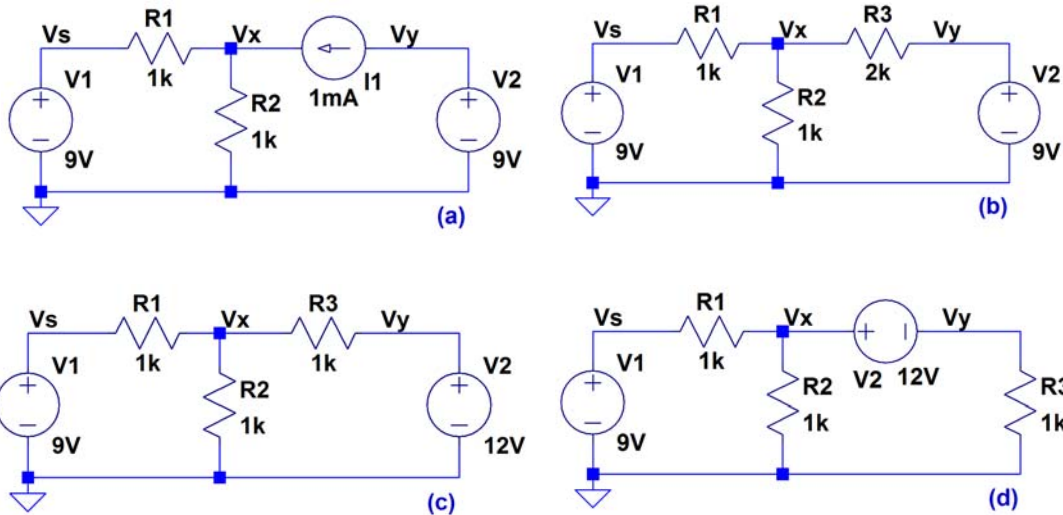 Vs R1 Vx Vy
1k
V1 I1 V2
1mA
R2
1k
9V 9V
(a)
Vs R1 Vx R3 Vy
1k 2k
V1 V2
R2
1k
9V 9V
(b)
Vs R1 Vx R3 Vy
1k 1k
V1 V2
R2
1k
9V 12V
(c)
Vs R1 Vx Vy
1k
V1 V2 12V
R2 R3
1k 1k
9V
(d)